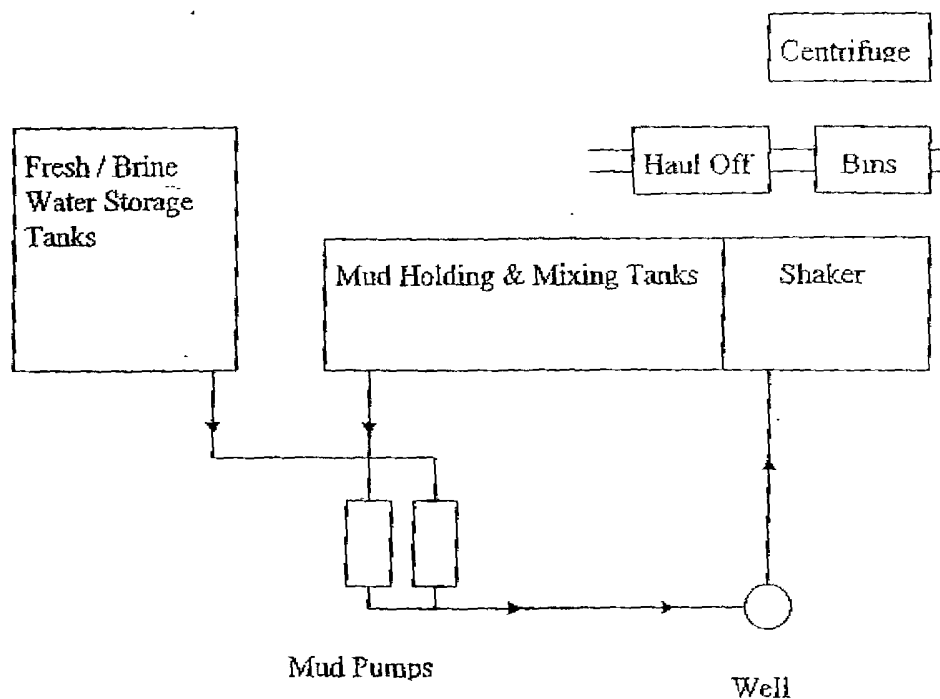 Centrifuge
Fresh / Brine
Water Storage
Tanks
Haul Off
Bins
Mud Holding & Mixing Tanks
Shaker
Mud Pumps
Well